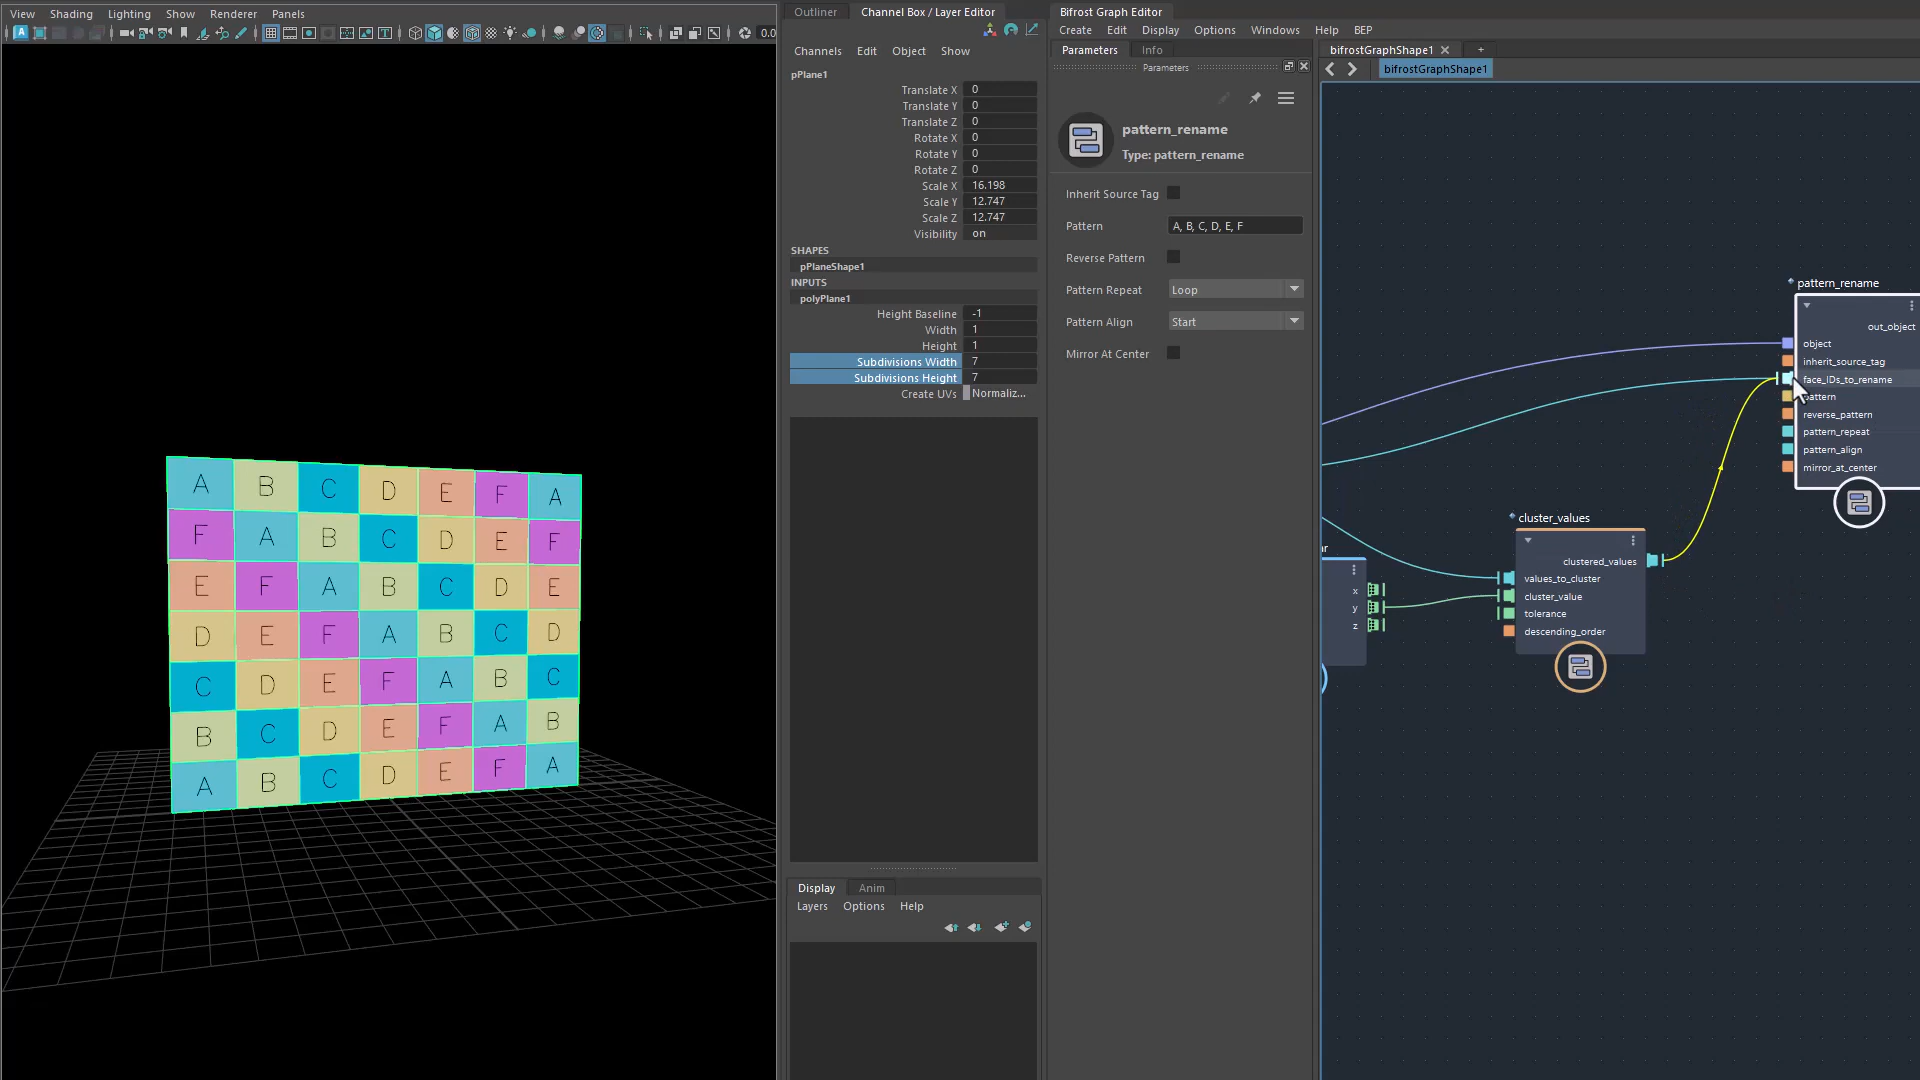 View Lighting Shading Show Renderer Panels
0.0
Outliner Channel Box / Layer Editor
Channels Edit Object Show
pPlane1
Translate X 0
Translate Y 0
Translate Z 0
Rotate X 0
Rotate Y 0
Rotate Z 0
Scale X 16.198
Scale Y 12.747
Scale Z 12.747
Visibility on
SHAPES
pPlaneShape1
INPUTS
polyPlane1
Height Baseline -1
Width 1
Height 1
Subdivisions Width 7
Subdivisions Height 7
Create UVs Normaliz...
Display Anim
Layers Options Help
A B C D E F A
F A B C D E F
E F A B C D E
D E F A B C D
C D E F A B C
B C D E F A B
A B C D E F A
Bifrost Graph Editor
Create Edit Display Options Windows Help BEP
Parameters Info
Parameters
pattern_rename
Type: pattern_rename
Inherit Source Tag
Pattern A, B, C, D, E, F
Reverse Pattern
Pattern Repeat Loop
Pattern Align Start
Mirror At Center
bifrostGraphShape1
bifrostGraphShape1
pattern_rename
out_object
object
inherit_source_tag
face_IDs_to_rename
pattern
reverse_pattern
pattern_repeat
pattern_align
mirror_at_center
cluster_values
clustered_values
values_to_cluster
cluster_value
tolerance
descending_order
x
y
z